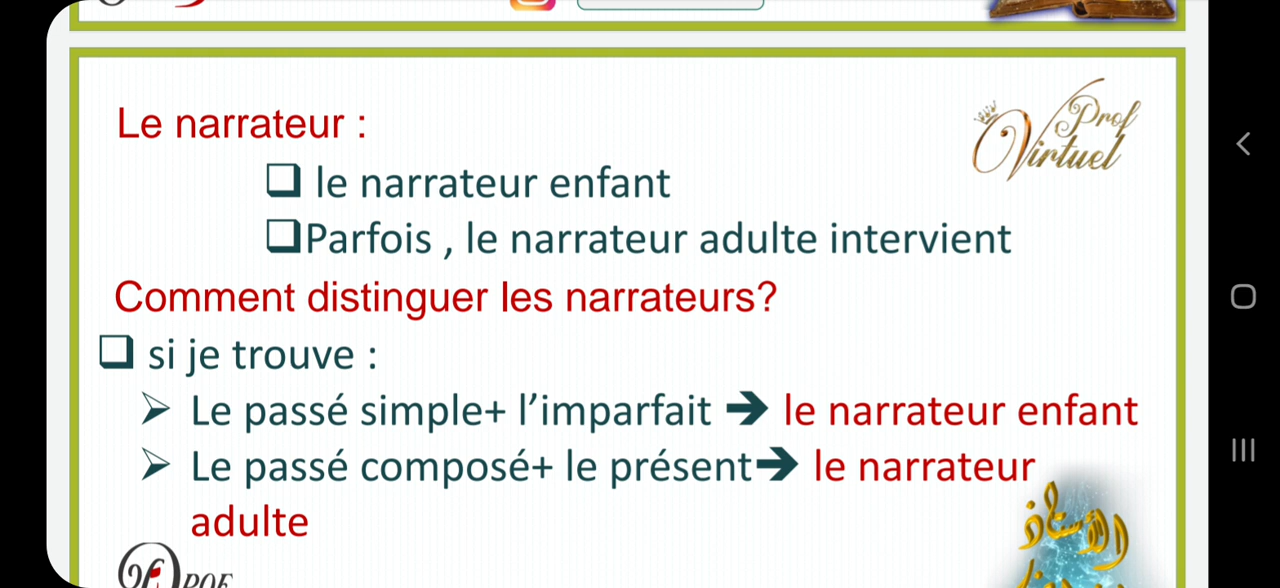 Le narrateur :
Prof
Virtuel
❑ le narrateur enfant
❑Parfois , le narrateur adulte intervient
Comment distinguer les narrateurs?
❑ si je trouve :
➢ Le passé simple+ l’imparfait ➔ le narrateur enfant
➢ Le passé composé+ le présent➔ le narrateur
adulte
الأستاذ